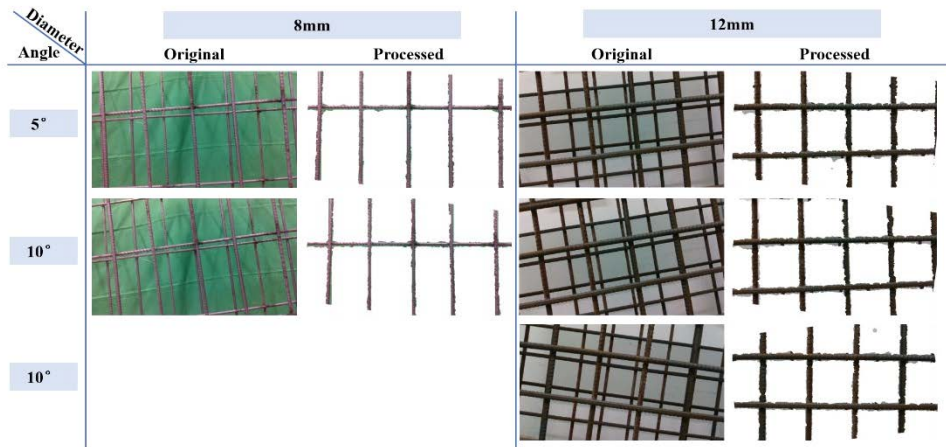 Diameter
Angle
8mm
12mm
Original
Processed
Original
Processed
5°
10°
10°